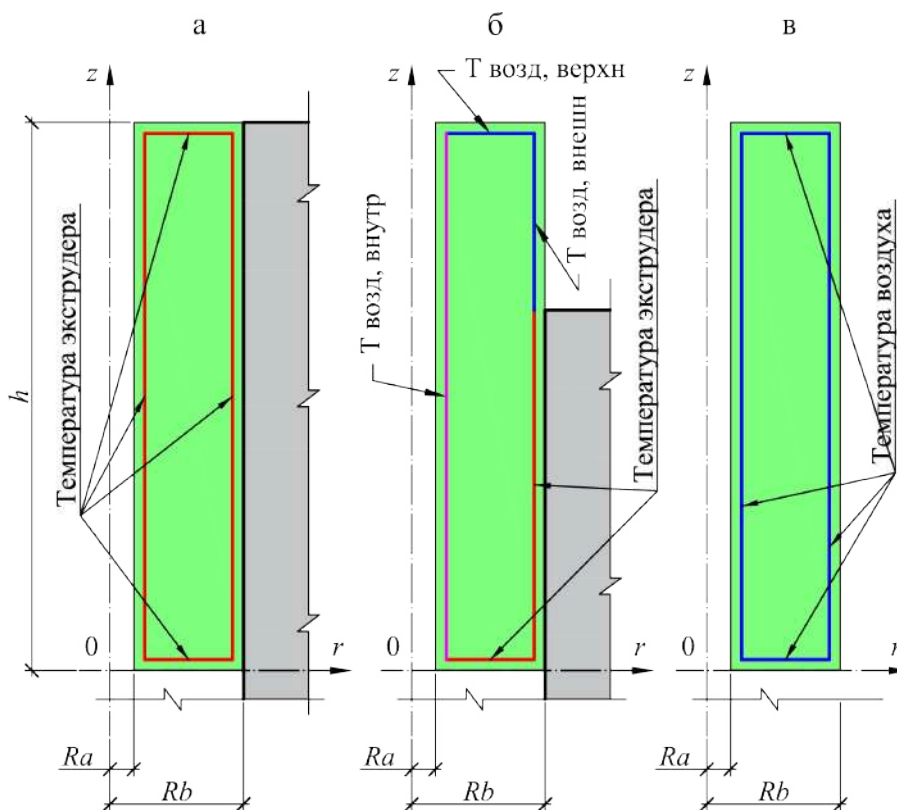 а
б
в
z
z
z
Т возд, верхн
Т возд, внешн
Т возд, внутр
Температура экструдера
Температура экструдера
Температура воздуха
h
0
r
0
r
0
r
Ra
Rb
Ra
Rb
Ra
Rb